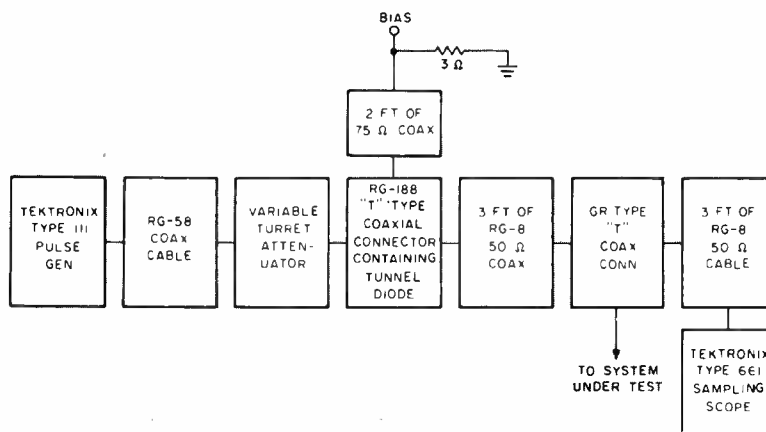 BIAS
3 Ω
2 FT OF
75 Ω COAX
TEKTRONIX
TYPE 111
PULSE
GEN
RG-58
COAX
CABLE
VARIABLE
TURRET
ATTEN-
UATOR
RG-188
"T" TYPE
COAXIAL
CONNECTOR
CONTAINING
TUNNEL
DIODE
3 FT OF
RG-8
50 Ω
COAX
GR TYPE
"T"
COAX
CONN
3 FT OF
RG-8
50 Ω
CABLE
TO SYSTEM
UNDER TEST
TEKTRONIX
TYPE 661
SAMPLING
SCOPE